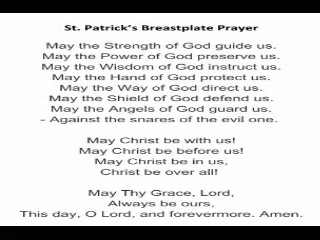 St. Patrick's Breastplate Prayer
May the Strength of God guide us.
May the Power of God preserve us.
May the Wisdom of God instruct us.
May the Hand of God protect us.
May the Way of God direct us.
May the Shield of God defend us.
May the Angels of God guard us.
- Against the snares of the evil one.
May Christ be with us!
May Christ be before us!
May Christ be in us,
Christ be over all!
May Thy Grace, Lord,
Always be ours,
This day, O Lord, and forevermore. Amen.